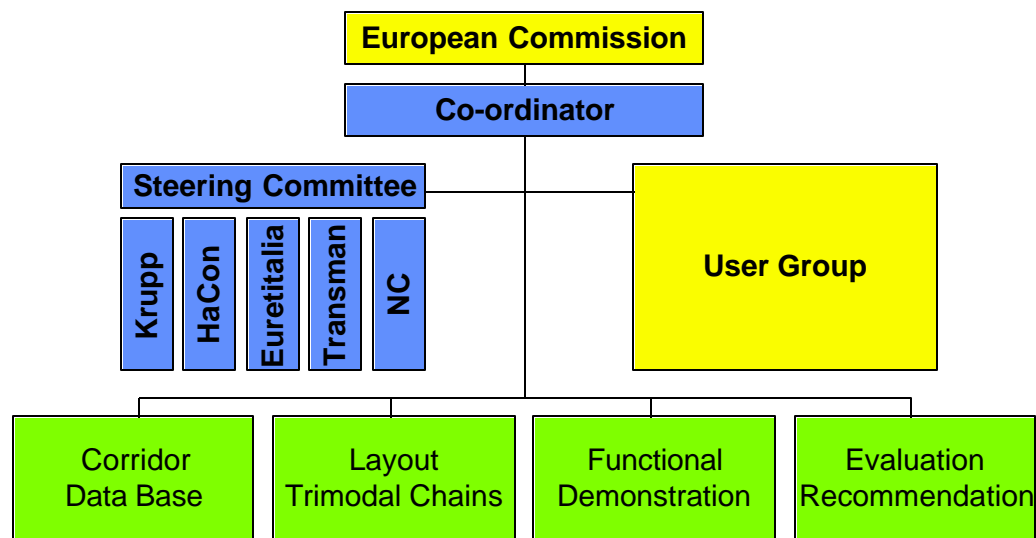 European Commission
Co-ordinator
Steering Committee
Krupp
HaCon
Euretitalia
Transman
NC
User Group
Corridor
Data Base
Layout
Trimodal Chains
Functional
Demonstration
Evaluation
Recommendation